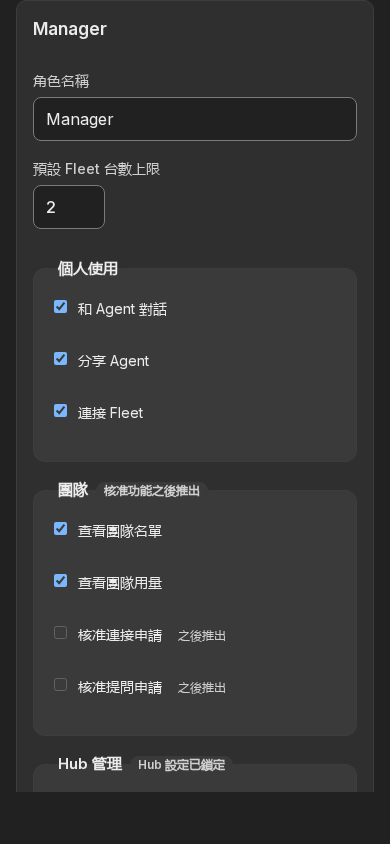 Manager
角色名稱
Manager
預設 Fleet 台數上限
2
個人使用
和 Agent 對話
分享 Agent
連接 Fleet
團隊 核准功能之後推出
查看團隊名單
查看團隊用量
核准連接申請 之後推出
核准提問申請 之後推出
Hub 管理 Hub 設定已鎖定